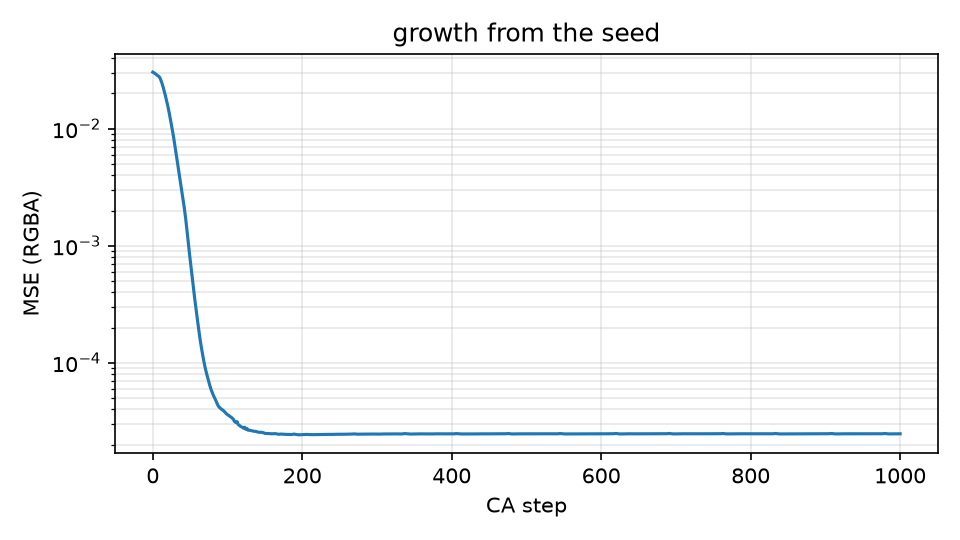 growth from the seed
10⁻²
10⁻³
10⁻⁴
MSE (RGBA)
0 200 400 600 800 1000
CA step